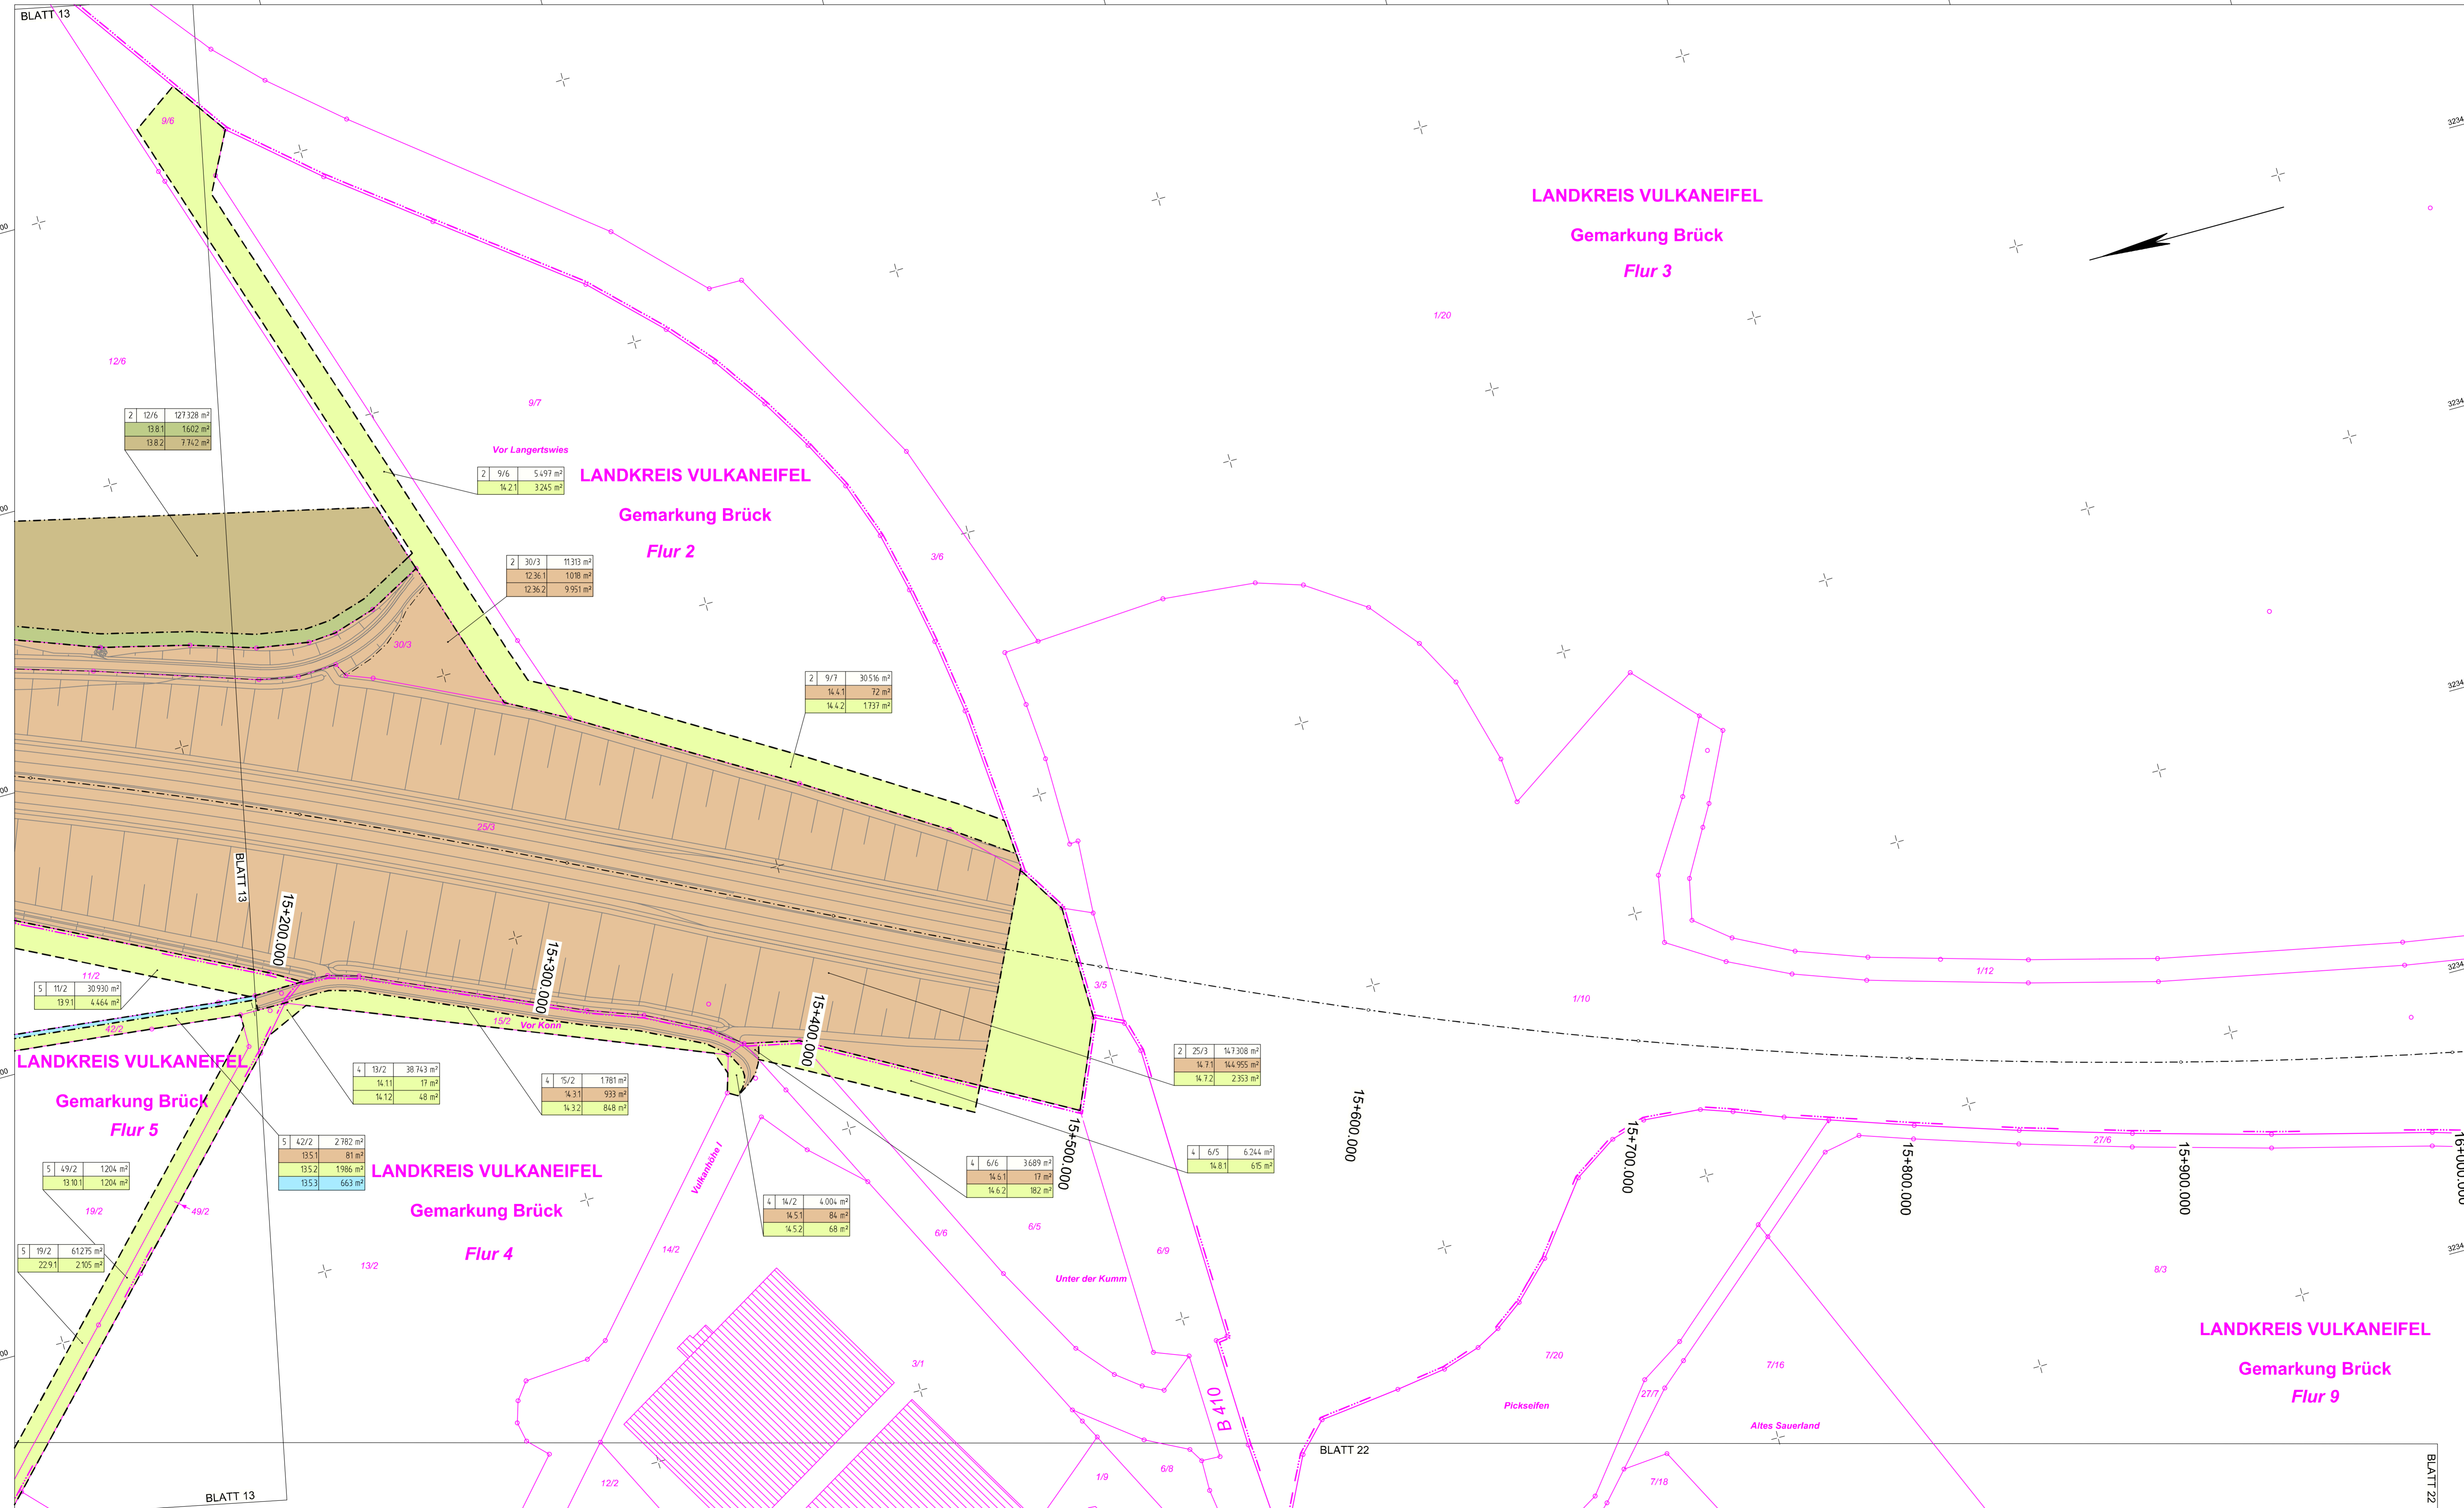 BLATT 13
9/6
12/6
2 12/6 127.328 m²
13.8.1 1.602 m²
13.8.2 7.742 m²
9/7
Vor Langertswies
2 9/6 5.497 m²
14.2.1 3.245 m²
LANDKREIS VULKANEIFEL
Gemarkung Brück
Flur 2
2 30/3 11.313 m²
12.36.1 1.018 m²
12.36.2 9.951 m²
30/3
LANDKREIS VULKANEIFEL
Gemarkung Brück
Flur 3
1/20
3/6
2 9/7 30.516 m²
14.4.1 72 m²
14.4.2 1.737 m²
25/3
BLATT 13
15+200.000
15+300.000
15+400.000
15+500.000
15+600.000
15+700.000
15+800.000
15+900.000
16+000.000
11/2
5 11/2 30.930 m²
13.9.1 4.464 m²
42/2
15/2
Vor Konn
3/5
1/10
1/12
27/6
LANDKREIS VULKANEIFEL
Gemarkung Brück
Flur 5
4 13/2 38.743 m²
14.1.1 17 m²
14.1.2 48 m²
4 15/2 1.781 m²
14.3.1 933 m²
14.3.2 848 m²
2 25/3 147.308 m²
14.7.1 144.955 m²
14.7.2 2.353 m²
5 42/2 2.782 m²
13.5.1 81 m²
13.5.2 1.986 m²
13.5.3 663 m²
5 49/2 1.204 m²
13.10.1 1.204 m²
19/2
49/2
5 19/2 61.275 m²
22.9.1 2.105 m²
LANDKREIS VULKANEIFEL
Gemarkung Brück
Flur 4
13/2
14/2
Vulkanhöhe I
4 14/2 4.004 m²
14.5.1 84 m²
14.5.2 68 m²
4 6/6 3.689 m²
14.6.1 17 m²
14.6.2 182 m²
4 6/5 6.244 m²
14.8.1 615 m²
6/6
6/5
6/9
Unter der Kumm
3/1
B 410
7/20
Pickseifen
27/7
7/16
Altes Sauerland
8/3
LANDKREIS VULKANEIFEL
Gemarkung Brück
Flur 9
BLATT 22
BLATT 22
7/18
12/2
1/9
6/8
BLATT 13